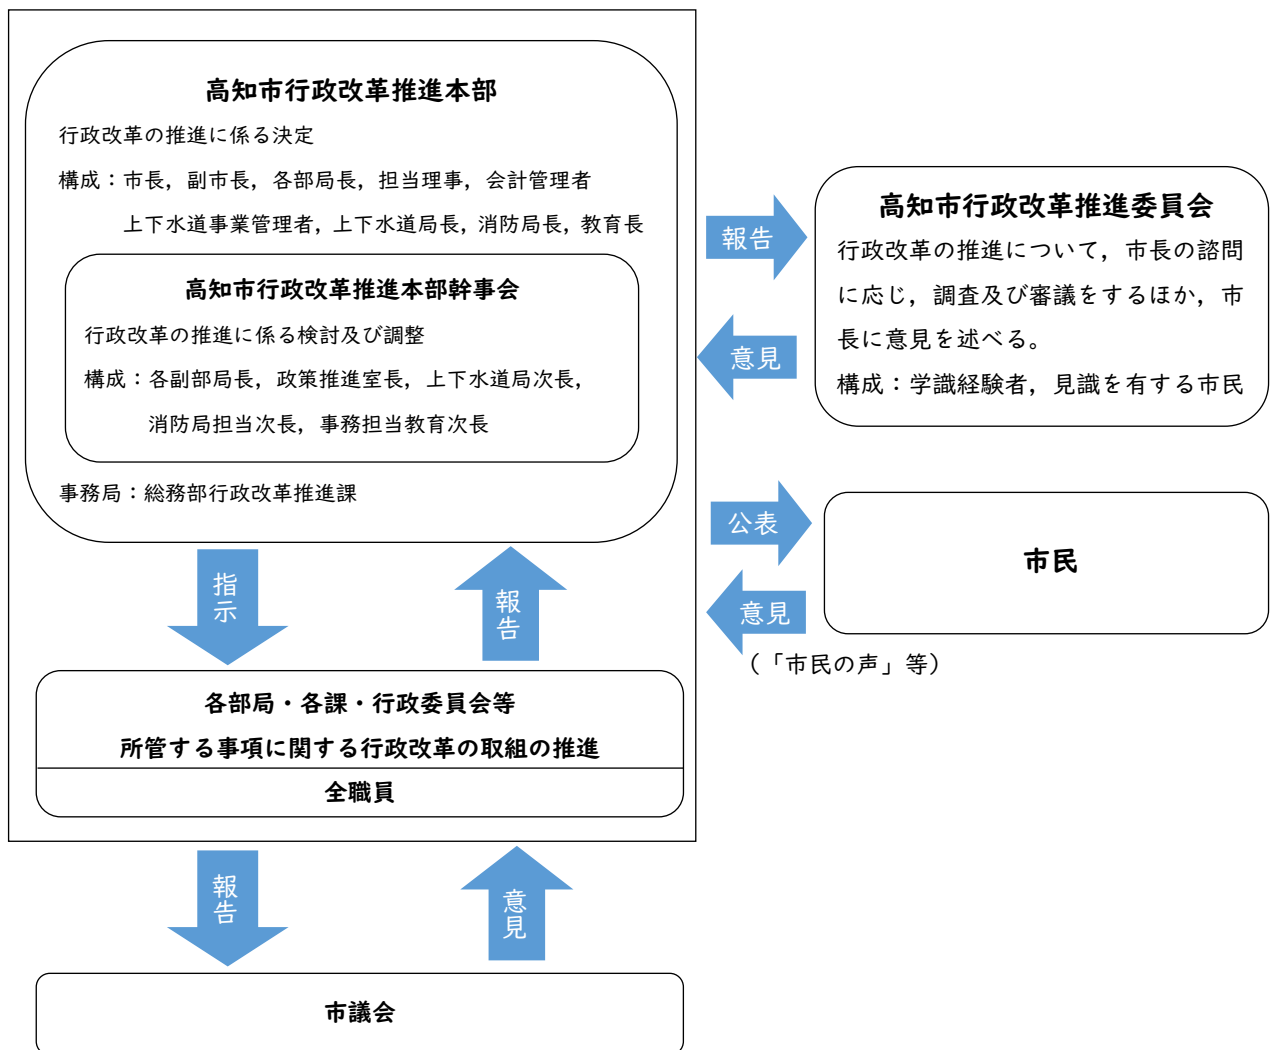 高知市行政改革推進本部
行政改革の推進に係る決定
構成：市長，副市長，各部局長，担当理事，会計管理者
上下水道事業管理者，上下水道局長，消防局長，教育長
高知市行政改革推進本部幹事会
行政改革の推進に係る検討及び調整
構成：各副部局長，政策推進室長，上下水道局次長，
消防局担当次長，事務担当教育次長
事務局：総務部行政改革推進課
報告
意見
高知市行政改革推進委員会
行政改革の推進について，市長の諮問
に応じ，調査及び審議をするほか，市
長に意見を述べる。
構成：学識経験者，見識を有する市民
公表
意見
（「市民の声」等）
市民
指示
報告
各部局・各課・行政委員会等
所管する事項に関する行政改革の取組の推進
全職員
報告
意見
市議会